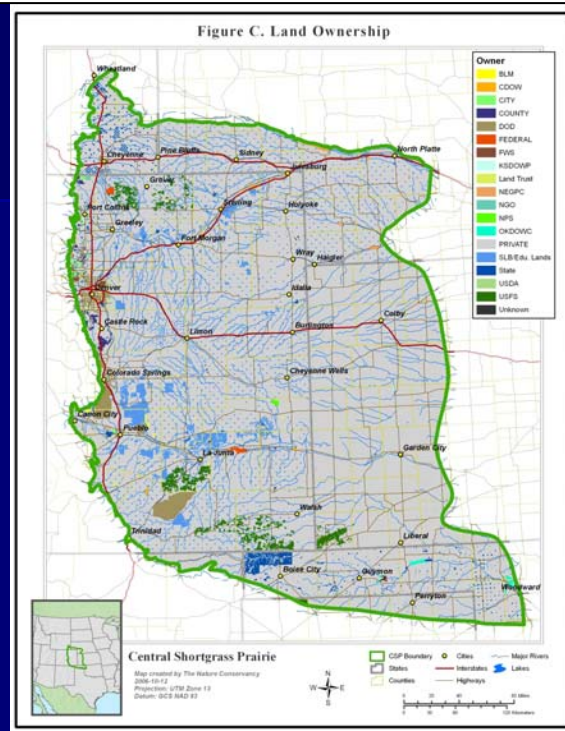 Figure C. Land Ownership
Wheatland
Owner
BLM
CDOW
CITY
COUNTY
DOD
FEDERAL
FWS
KSDOWP
Land Trust
NEGPC
NGO
NPS
OKDOWC
PRIVATE
SLB/Edu. Lands
State
USDA
USFS
Unknown
Cheyenne
Pine Bluffs
Sidney
North Platte
Julesburg
Grover
Fort Collins
Sterling
Holyoke
Greeley
Fort Morgan
Wray
Haigler
Denver
Idalia
Castle Rock
Limon
Burlington
Colby
Colorado Springs
Cheyenne Wells
Canon City
Pueblo
La Junta
Garden City
Walsh
Trinidad
Liberal
Boise City
Guymon
Woodward
Perryton
Central Shortgrass Prairie
Map created by The Nature Conservancy
2006-10-12
Projection: UTM Zone 13
Datum: GCS NAD 83
N
W E
S
CSP Boundary
Cities
Major Rivers
States
Interstates
Lakes
Counties
Highways